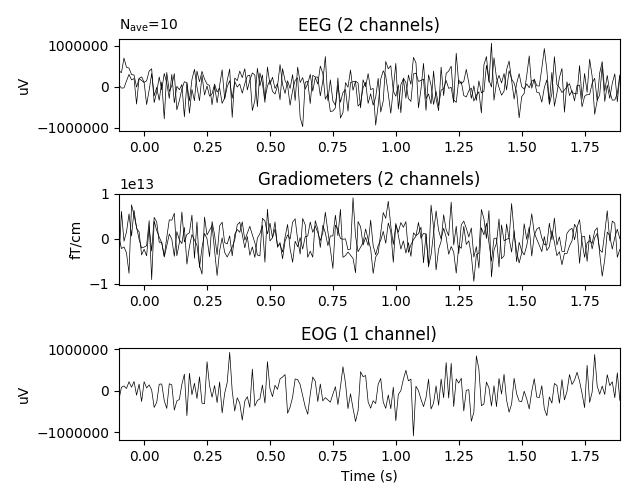 N_ave=10
EEG (2 channels)
1000000
0
−1000000
uV
0.00 0.25 0.50 0.75 1.00 1.25 1.50 1.75
1e13
Gradiometers (2 channels)
1
0
−1
fT/cm
0.00 0.25 0.50 0.75 1.00 1.25 1.50 1.75
EOG (1 channel)
1000000
0
−1000000
uV
0.00 0.25 0.50 0.75 1.00 1.25 1.50 1.75
Time (s)